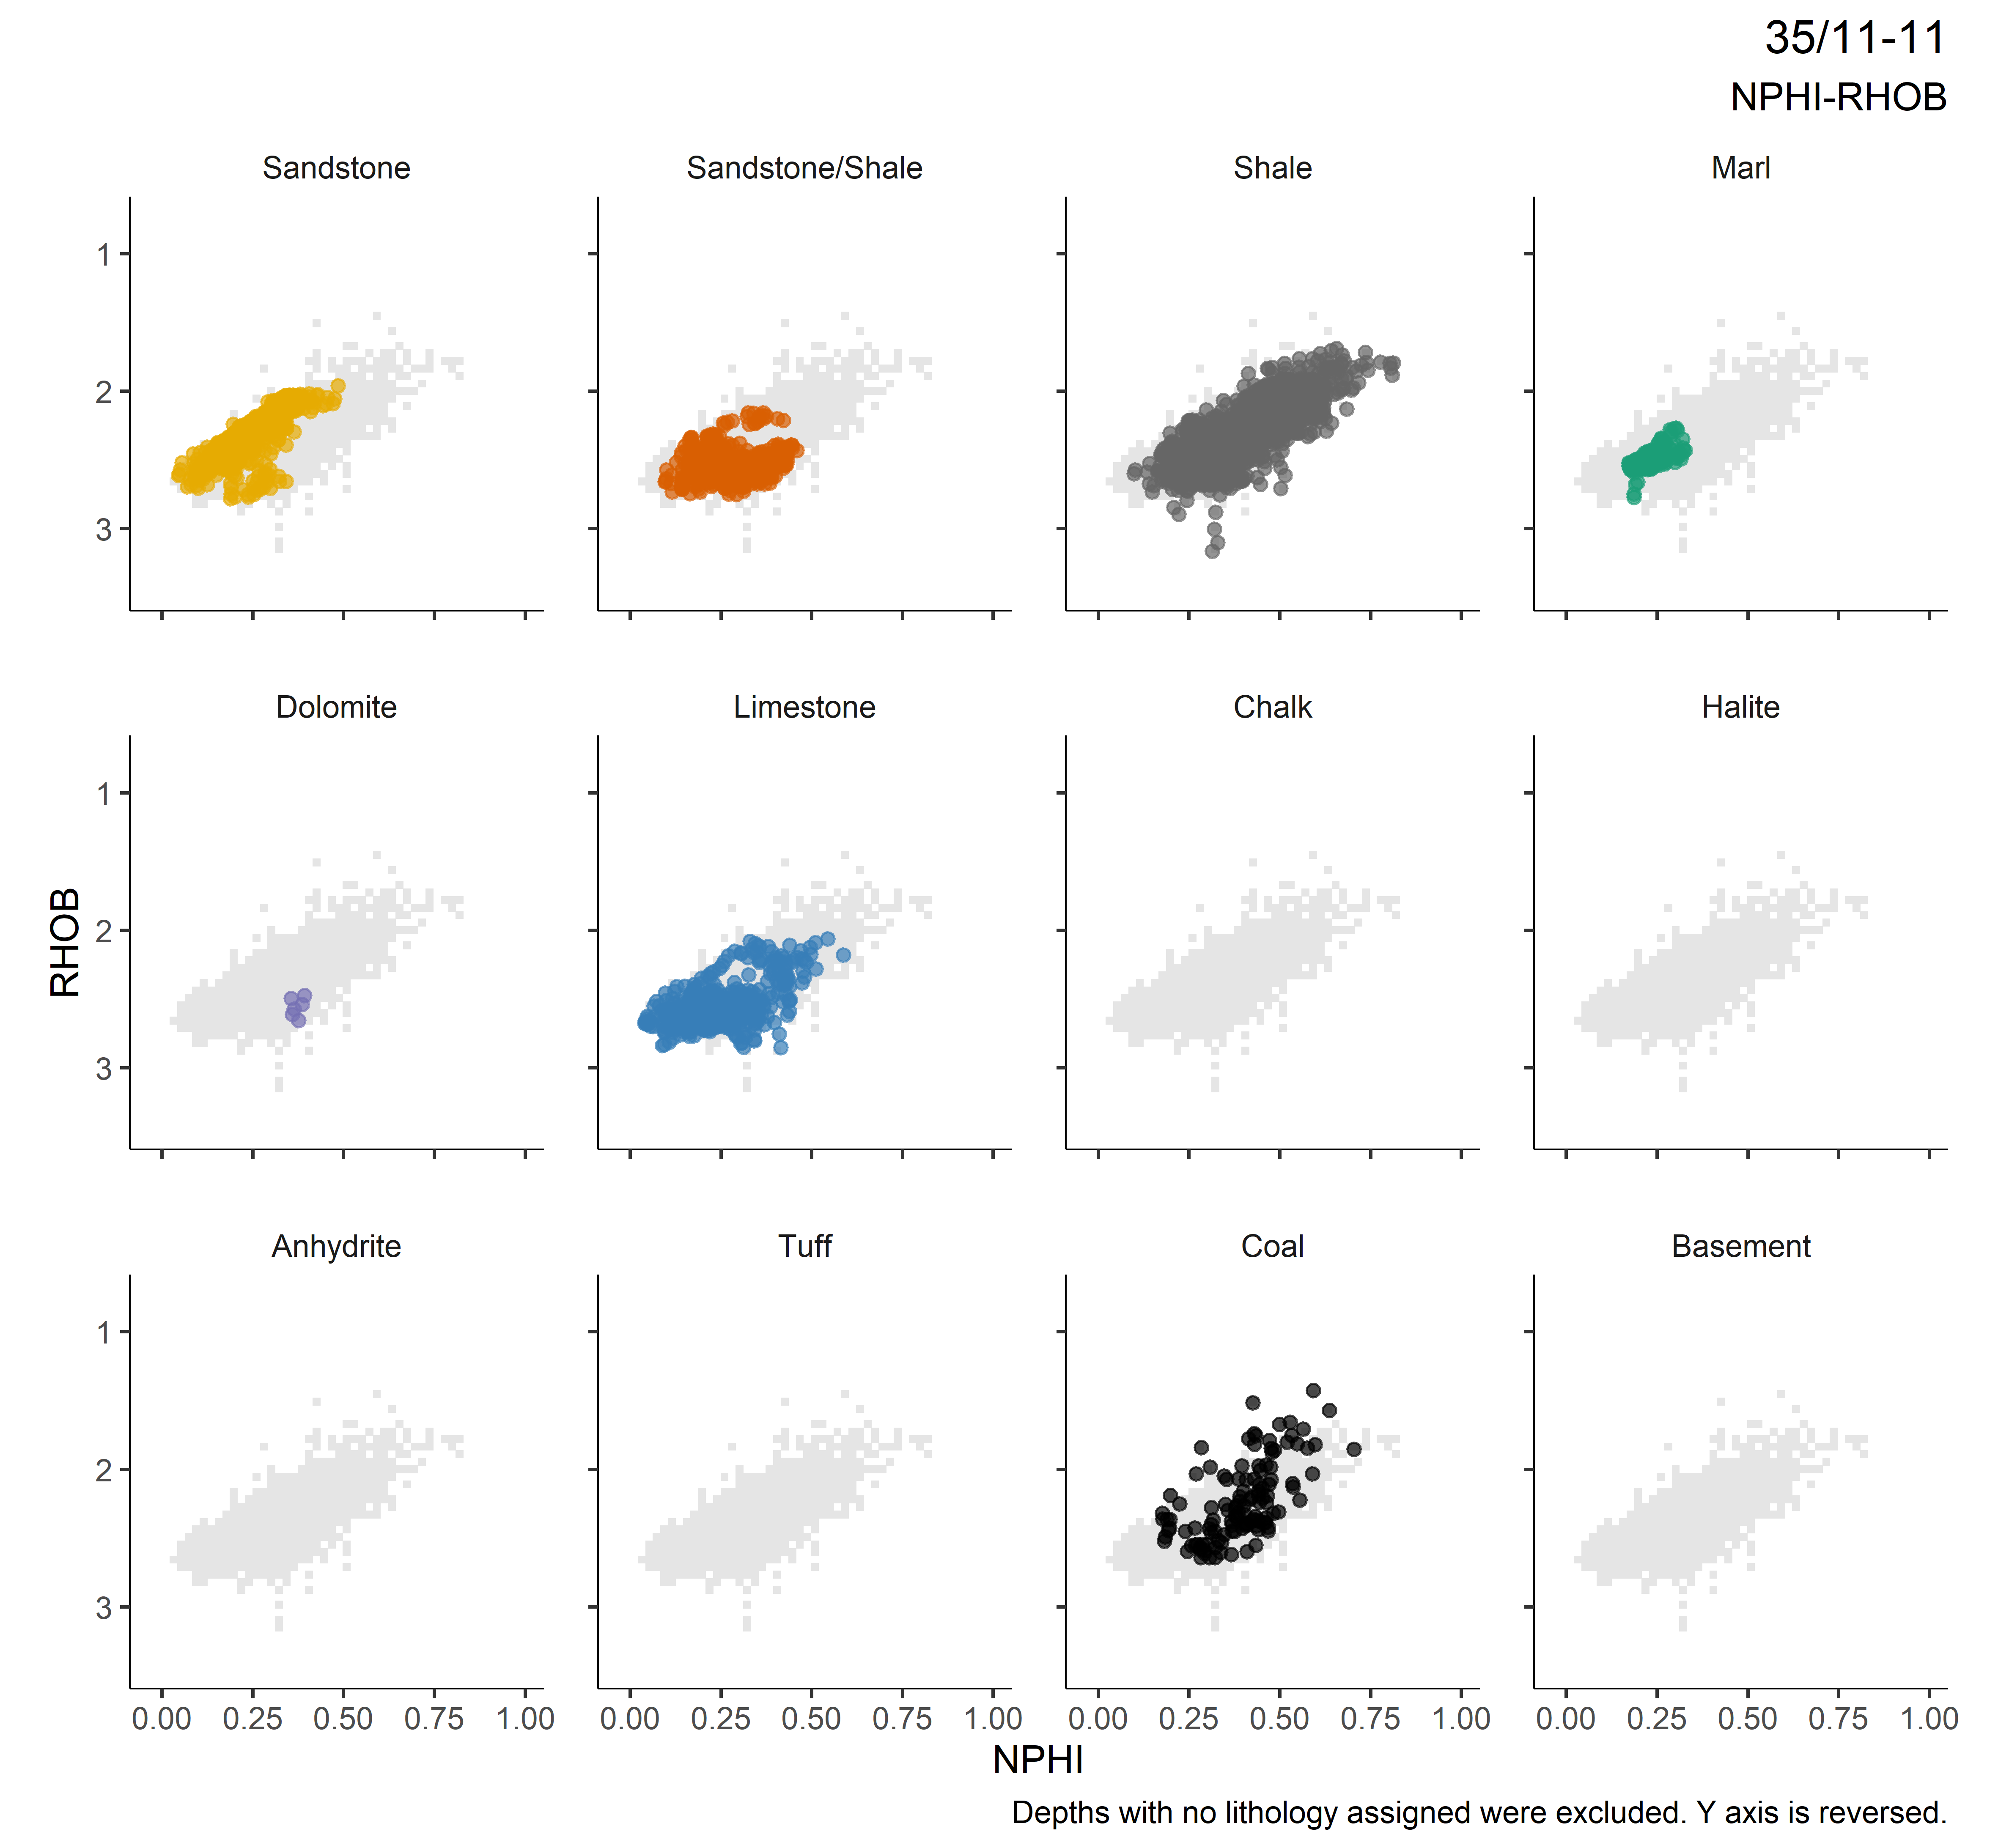 35/11-11
NPHI-RHOB
Sandstone Sandstone/Shale Shale Marl
1
2
3
Dolomite Limestone Chalk Halite
1
2
3
RHOB
Anhydrite Tuff Coal Basement
1
2
3
0.00 0.25 0.50 0.75 1.00 0.00 0.25 0.50 0.75 1.00 0.00 0.25 0.50 0.75 1.00 0.00 0.25 0.50 0.75 1.00
NPHI
Depths with no lithology assigned were excluded. Y axis is reversed.